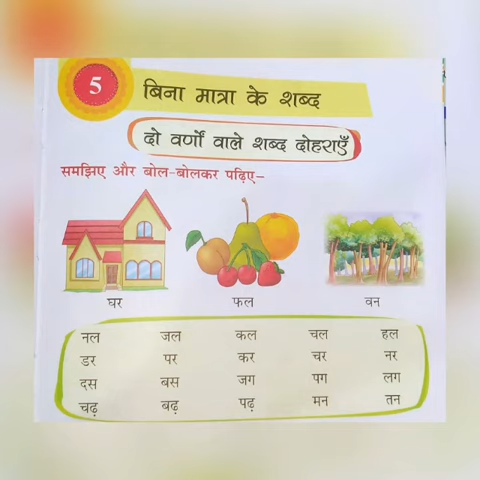 5
बिना मात्रा के शब्द
दो वर्णों वाले शब्द दोहराएँ
समझिए और बोल-बोलकर पढ़िए–
घर फल वन
नल जल कल चल हल
डर पर कर चर नर
दस बस जग पग लग
चढ़ बढ़ पढ़ मन तन